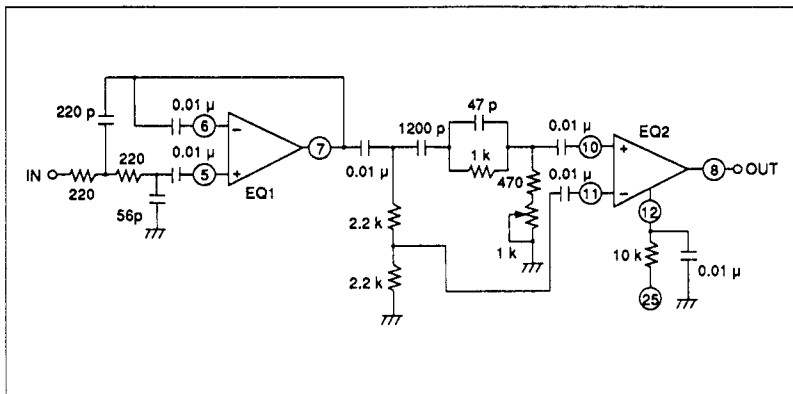 220 p
0.01 µ
6
−
IN
220
220
0.01 µ
5
+
EQ1
7
56p
0.01 µ
1200 p
47 p
1 k
2.2 k
2.2 k
470
1 k
0.01 µ
10
+
EQ2
0.01 µ
11
−
8
OUT
12
10 k
0.01 µ
25